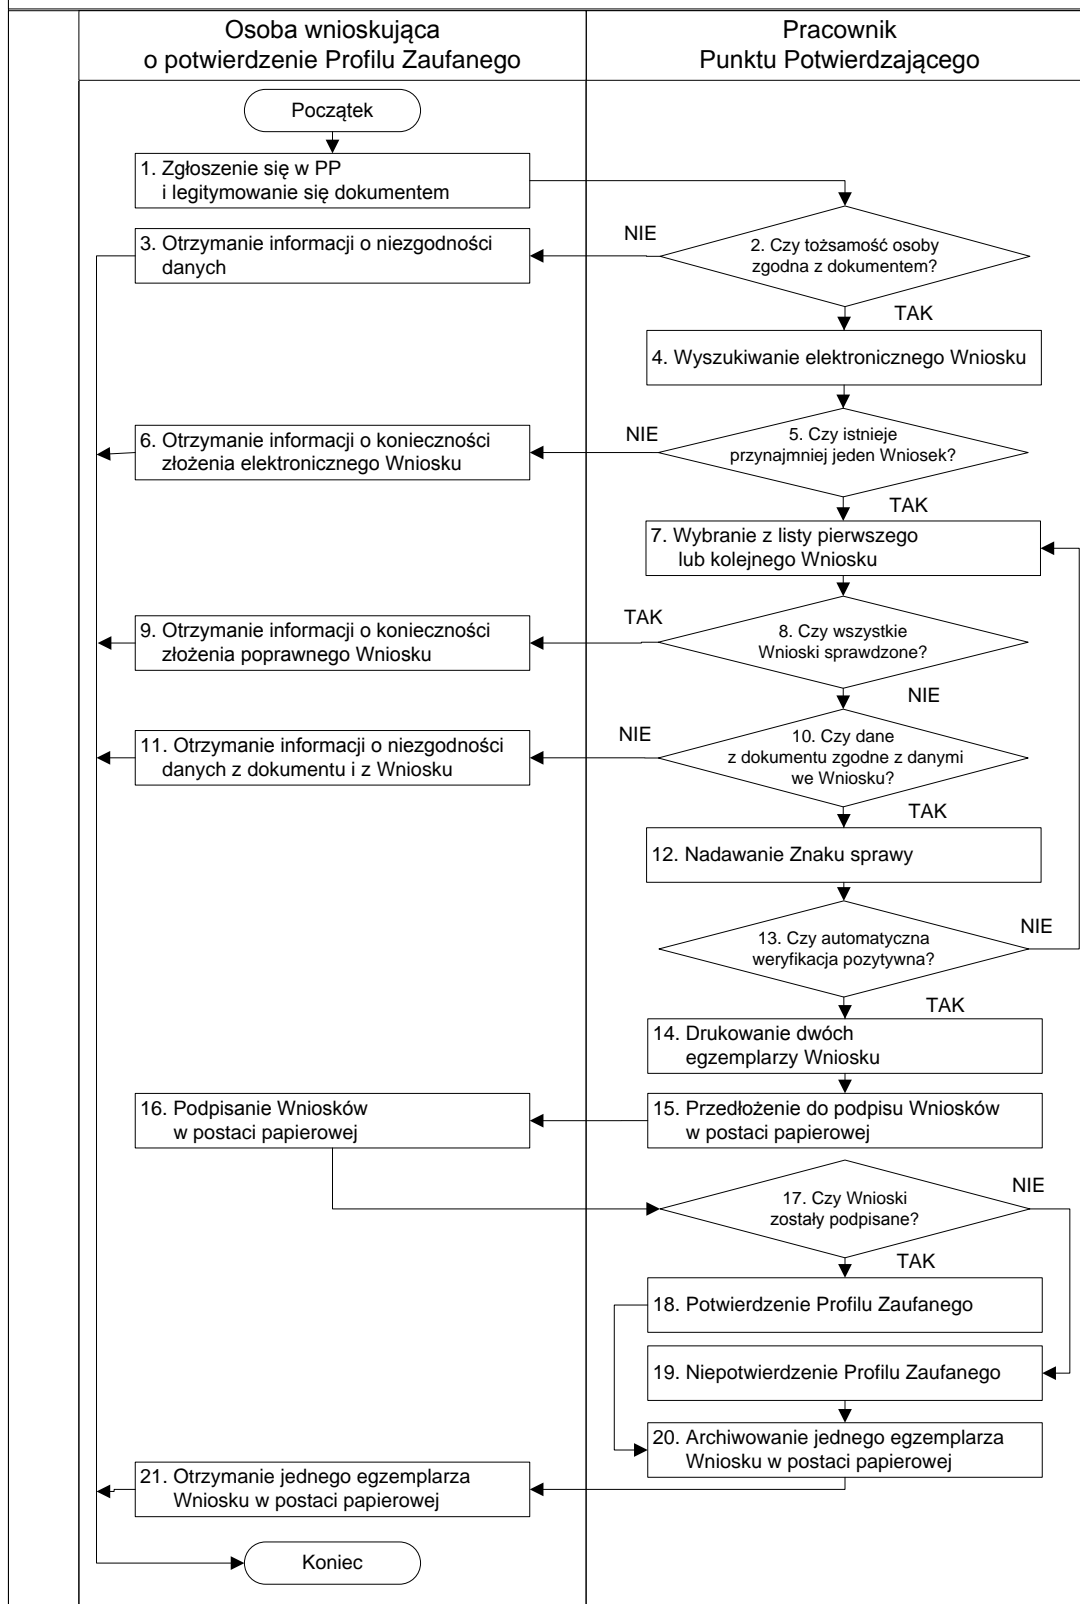 Osoba wnioskująca
o potwierdzenie Profilu Zaufanego
Pracownik
Punktu Potwierdzającego
Początek
1. Zgłoszenie się w PP
i legitymowanie się dokumentem
2. Czy tożsamość osoby
zgodna z dokumentem?
NIE
3. Otrzymanie informacji o niezgodności
danych
TAK
4. Wyszukiwanie elektronicznego Wniosku
5. Czy istnieje
przynajmniej jeden Wniosek?
NIE
6. Otrzymanie informacji o konieczności
złożenia elektronicznego Wniosku
TAK
7. Wybranie z listy pierwszego
lub kolejnego Wniosku
8. Czy wszystkie
Wnioski sprawdzone?
TAK
9. Otrzymanie informacji o konieczności
złożenia poprawnego Wniosku
NIE
10. Czy dane
z dokumentu zgodne z danymi
we Wniosku?
NIE
11. Otrzymanie informacji o niezgodności
danych z dokumentu i z Wniosku
TAK
12. Nadawanie Znaku sprawy
13. Czy automatyczna
weryfikacja pozytywna?
NIE
TAK
14. Drukowanie dwóch
egzemplarzy Wniosku
15. Przedłożenie do podpisu Wniosków
w postaci papierowej
16. Podpisanie Wniosków
w postaci papierowej
17. Czy Wnioski
zostały podpisane?
NIE
TAK
18. Potwierdzenie Profilu Zaufanego
19. Niepotwierdzenie Profilu Zaufanego
20. Archiwowanie jednego egzemplarza
Wniosku w postaci papierowej
21. Otrzymanie jednego egzemplarza
Wniosku w postaci papierowej
Koniec